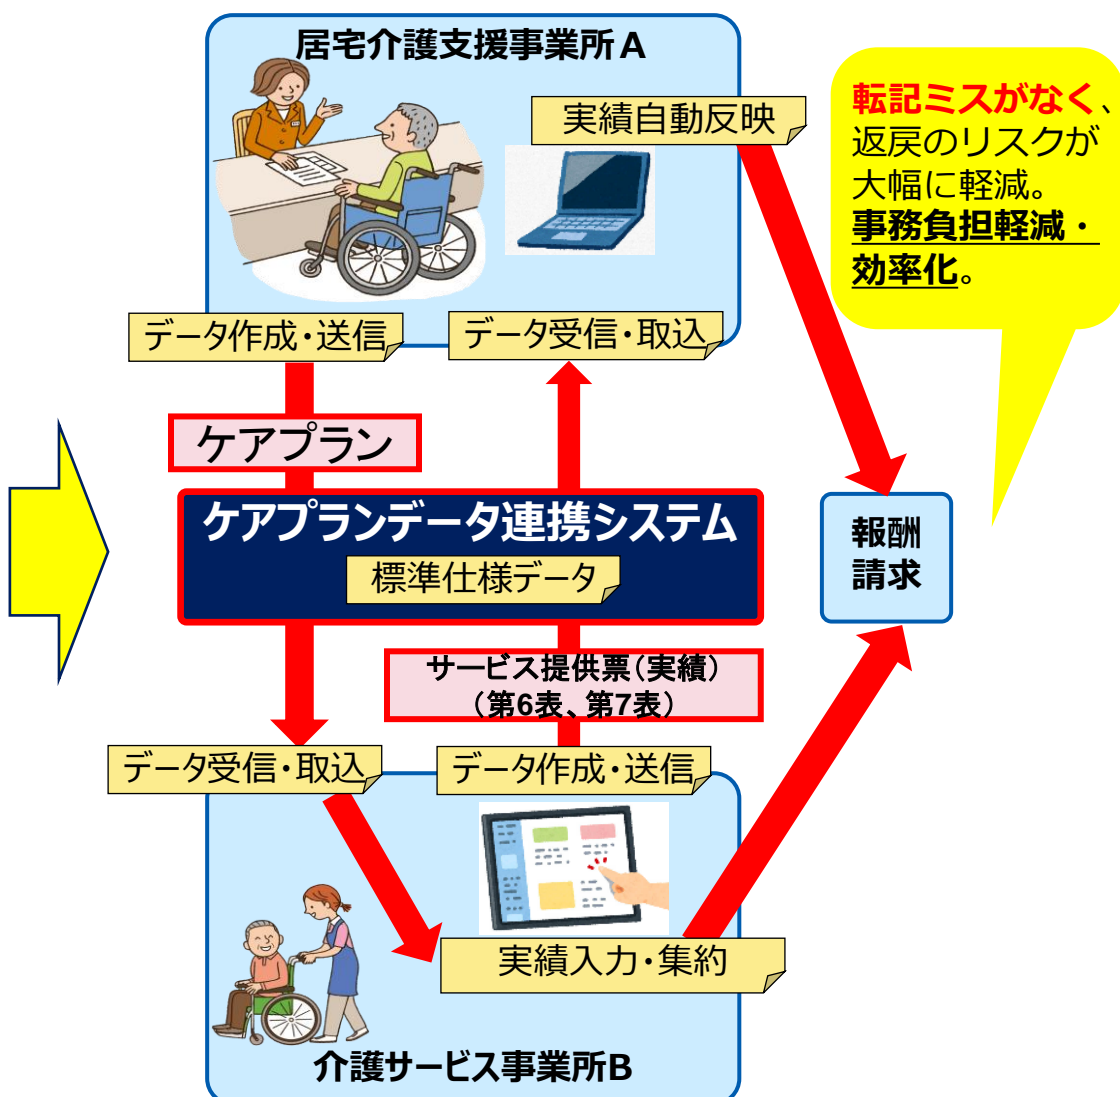 居宅介護支援事業所A
実績自動反映
転記ミスがなく、
返戻のリスクが
大幅に軽減。
事務負担軽減・
効率化。
データ作成・送信
データ受信・取込
ケアプラン
ケアプランデータ連携システム
標準仕様データ
報酬
請求
サービス提供票（実績）
（第6表、第7表）
データ受信・取込
データ作成・送信
実績入力・集約
介護サービス事業所B